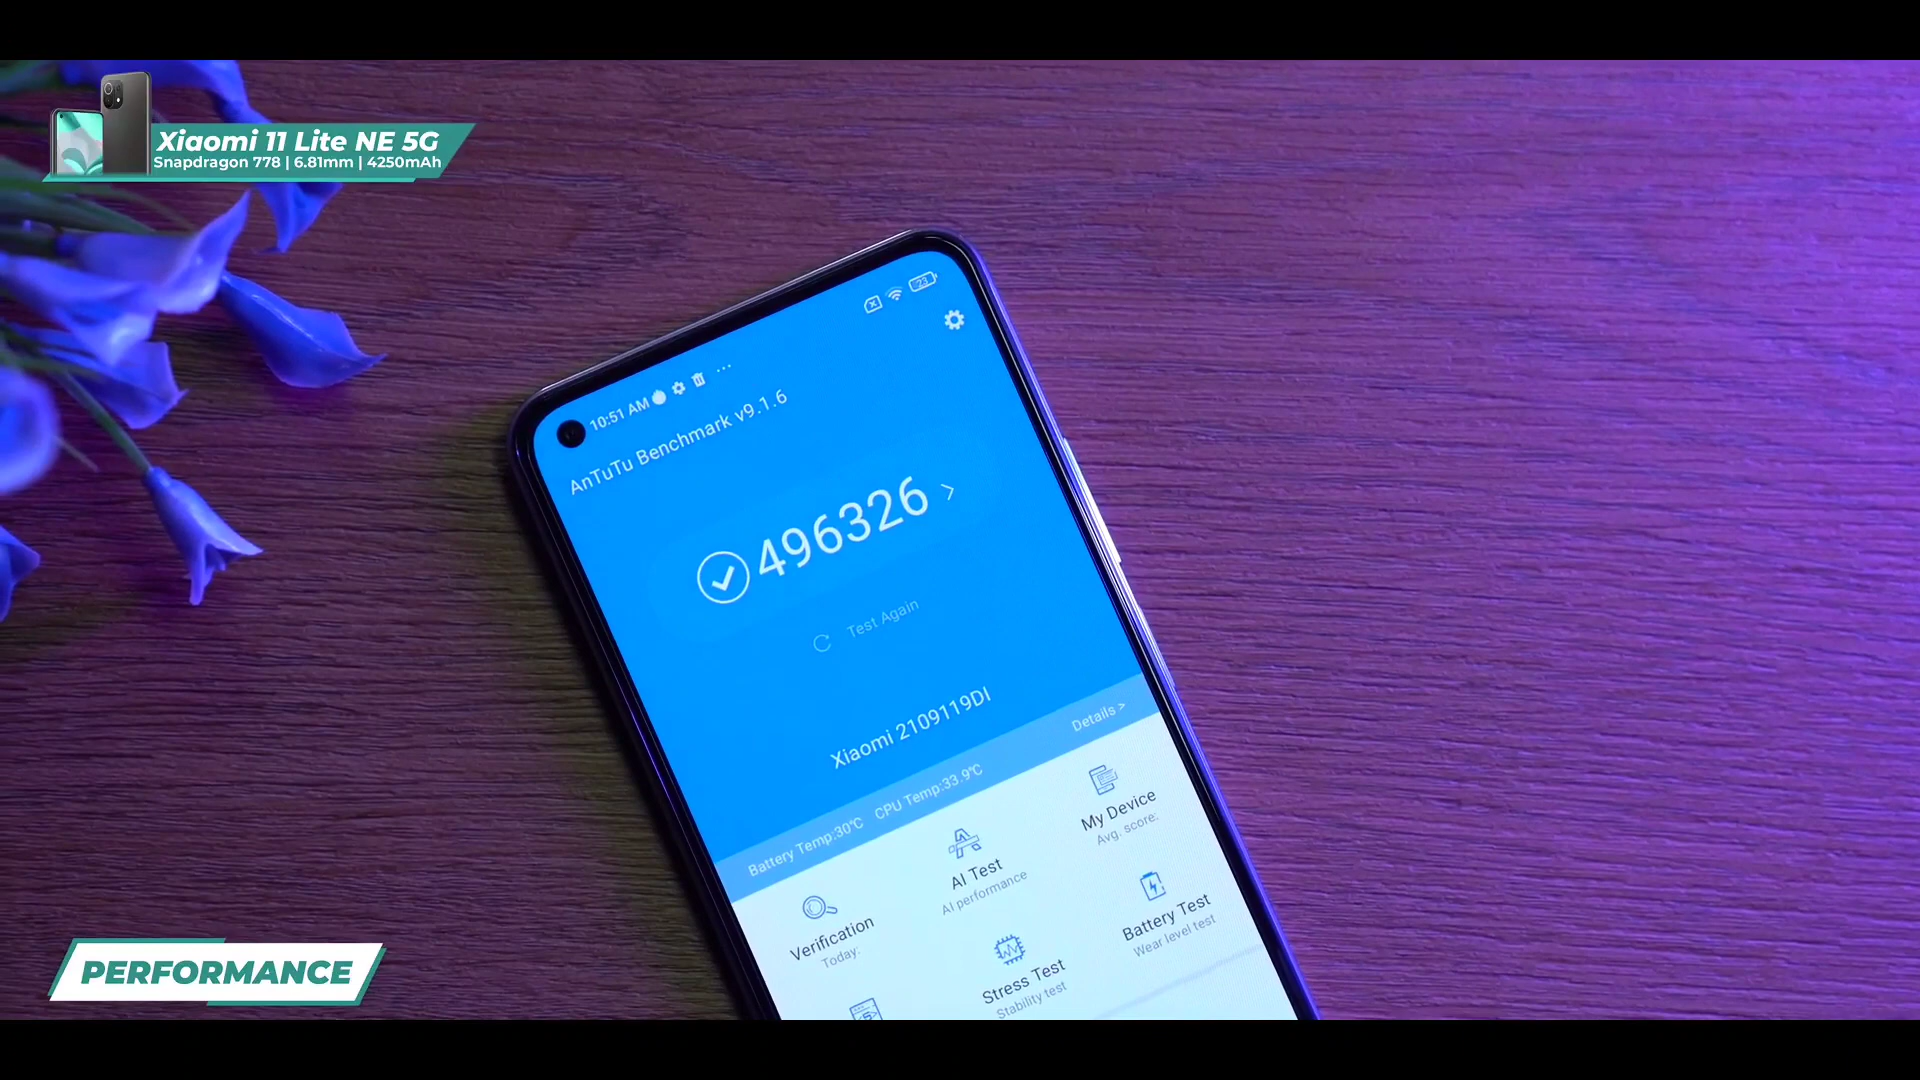 Xiaomi 11 Lite NE 5G
Snapdragon 778 | 6.81mm | 4250mAh
23
10:51 AM
AnTuTu Benchmark v9.1.6
496326 >
Test Again
Xiaomi 2109119DI
Battery Temp:30℃ CPU Temp:33.9℃ Details >
Verification
Today:
AI Test
AI performance
My Device
Avg. score:
Stress Test
Stability test
Battery Test
Wear level test
PERFORMANCE